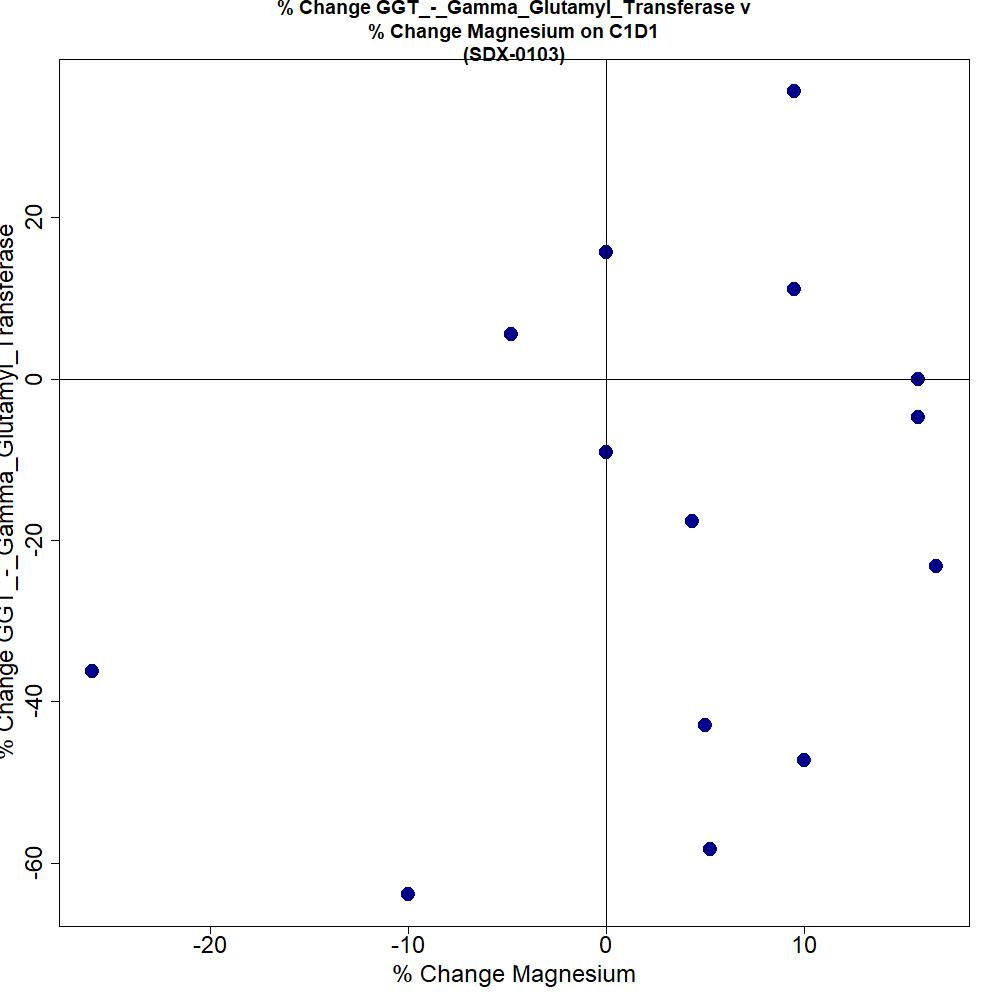 % Change GGT_-_Gamma_Glutamyl_Transferase v
% Change Magnesium on C1D1
(SDX-0103)
% Change GGT_-_Gamma_Glutamyl_Transferase
20
0
-20
-40
-60
-20
-10
0
10
% Change Magnesium